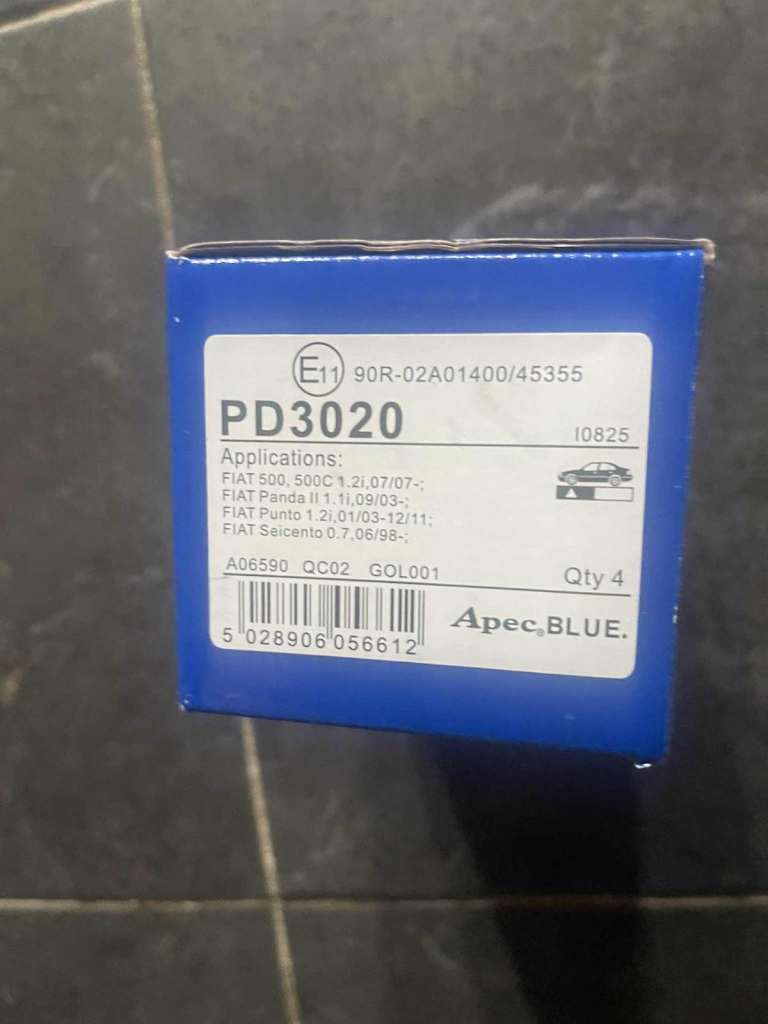 E11 90R-02A01400/45355
PD3020 I0825
Applications:
FIAT 500, 500C 1.2i,07/07-;
FIAT Panda II 1.1i,09/03-;
FIAT Punto 1.2i,01/03-12/11;
FIAT Seicento 0.7,06/98-;
A06590 QC02 GOL001 Qty 4
Apec BLUE.
5 028906 056612